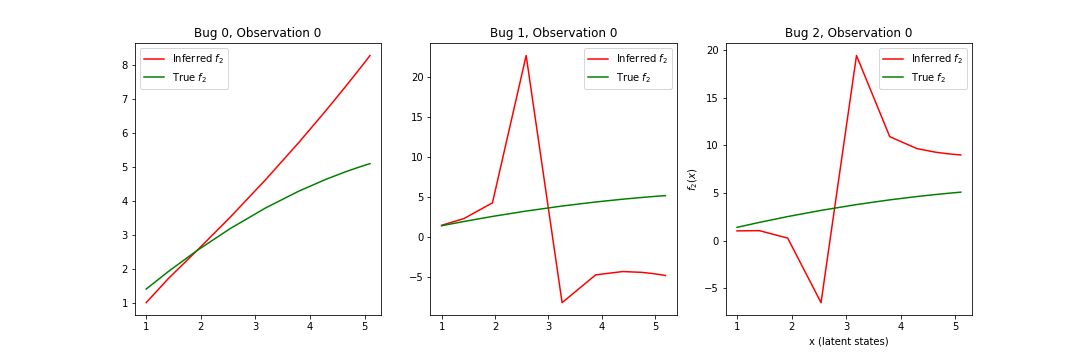 Bug 0, Observation 0
Inferred f₂
True f₂
8
7
6
5
4
3
2
1
1 2 3 4 5
Bug 1, Observation 0
Inferred f₂
True f₂
20
15
10
5
0
−5
1 2 3 4 5
Bug 2, Observation 0
Inferred f₂
True f₂
f₂(x)
20
15
10
5
0
−5
1 2 3 4 5
x (latent states)